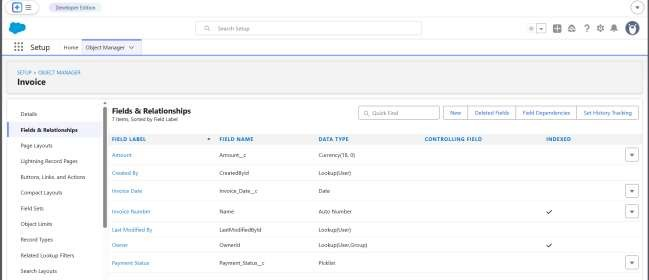 Developer Edition
Search Setup
Setup Home Object Manager
SETUP > OBJECT MANAGER
Invoice
Details
Fields & Relationships
Page Layouts
Lightning Record Pages
Buttons, Links, and Actions
Compact Layouts
Field Sets
Object Limits
Record Types
Related Lookup Filters
Search Layouts
Fields & Relationships
7 Items, Sorted by Field Label
Quick Find
New Deleted Fields Field Dependencies Set History Tracking
FIELD LABEL FIELD NAME DATA TYPE CONTROLLING FIELD INDEXED
Amount Amount__c Currency(18, 0)
Created By CreatedById Lookup(User)
Invoice Date Invoice_Date__c Date
Invoice Number Name Auto Number
Last Modified By LastModifiedById Lookup(User)
Owner OwnerId Lookup(User,Group)
Payment Status Payment_Status__c Picklist